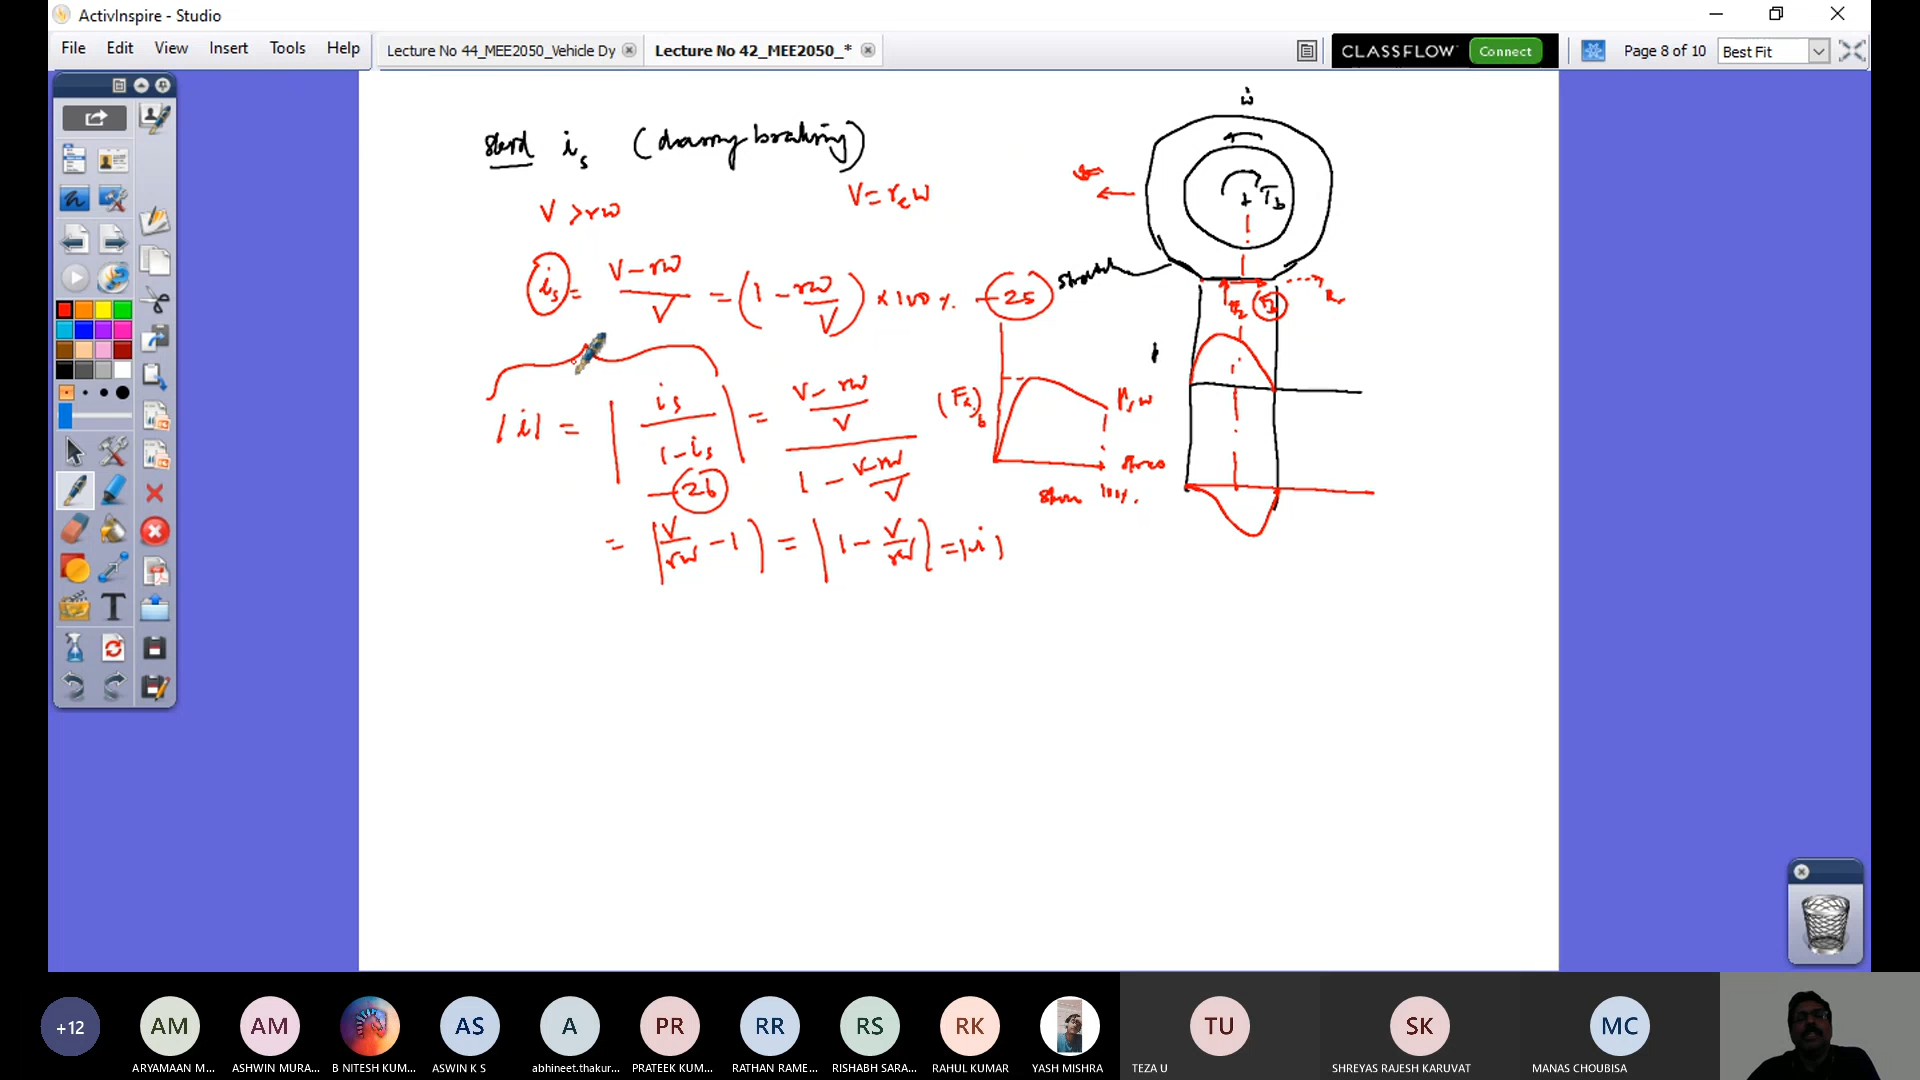 ActivInspire - Studio
File Edit View Insert Tools Help
Lecture No 44_MEE2050_Vehicle Dy
Lecture No 42_MEE2050_*
CLASSFLOW Connect
Page 8 of 10
Best Fit
i_s (during braking)
ẇ
V > rω
V = r_e ω
T_b
i_s = (V - rω)/V = (1 - rω/V) × 100 %. - 25
|i| = | i_s/(1 - i_s) | = ((V - rω)/V)/(1 - (V - rω)/V)
- 26
(F_x)_b
100%.
= | V/rω - 1 | = | 1 - V/rω | = |i|
+12
AM
AM
AS
A
PR
RR
RS
RK
TU
SK
MC
ARYAMAAN M...
ASHWIN MURA...
B NITESH KUM...
ASWIN K S
abhineet.thakur...
PRATEEK KUM...
RATHAN RAME...
RISHABH SARA...
RAHUL KUMAR
YASH MISHRA
TEZA U
SHREYAS RAJESH KARUVAT
MANAS CHOUBISA